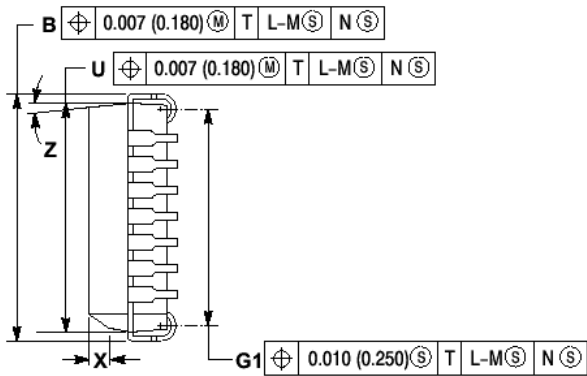 B ⌖ 0.007 (0.180) Ⓜ T L–M Ⓢ N Ⓢ
U ⌖ 0.007 (0.180) Ⓜ T L–M Ⓢ N Ⓢ
Z
X
G1 ⌖ 0.010 (0.250) Ⓢ T L–M Ⓢ N Ⓢ